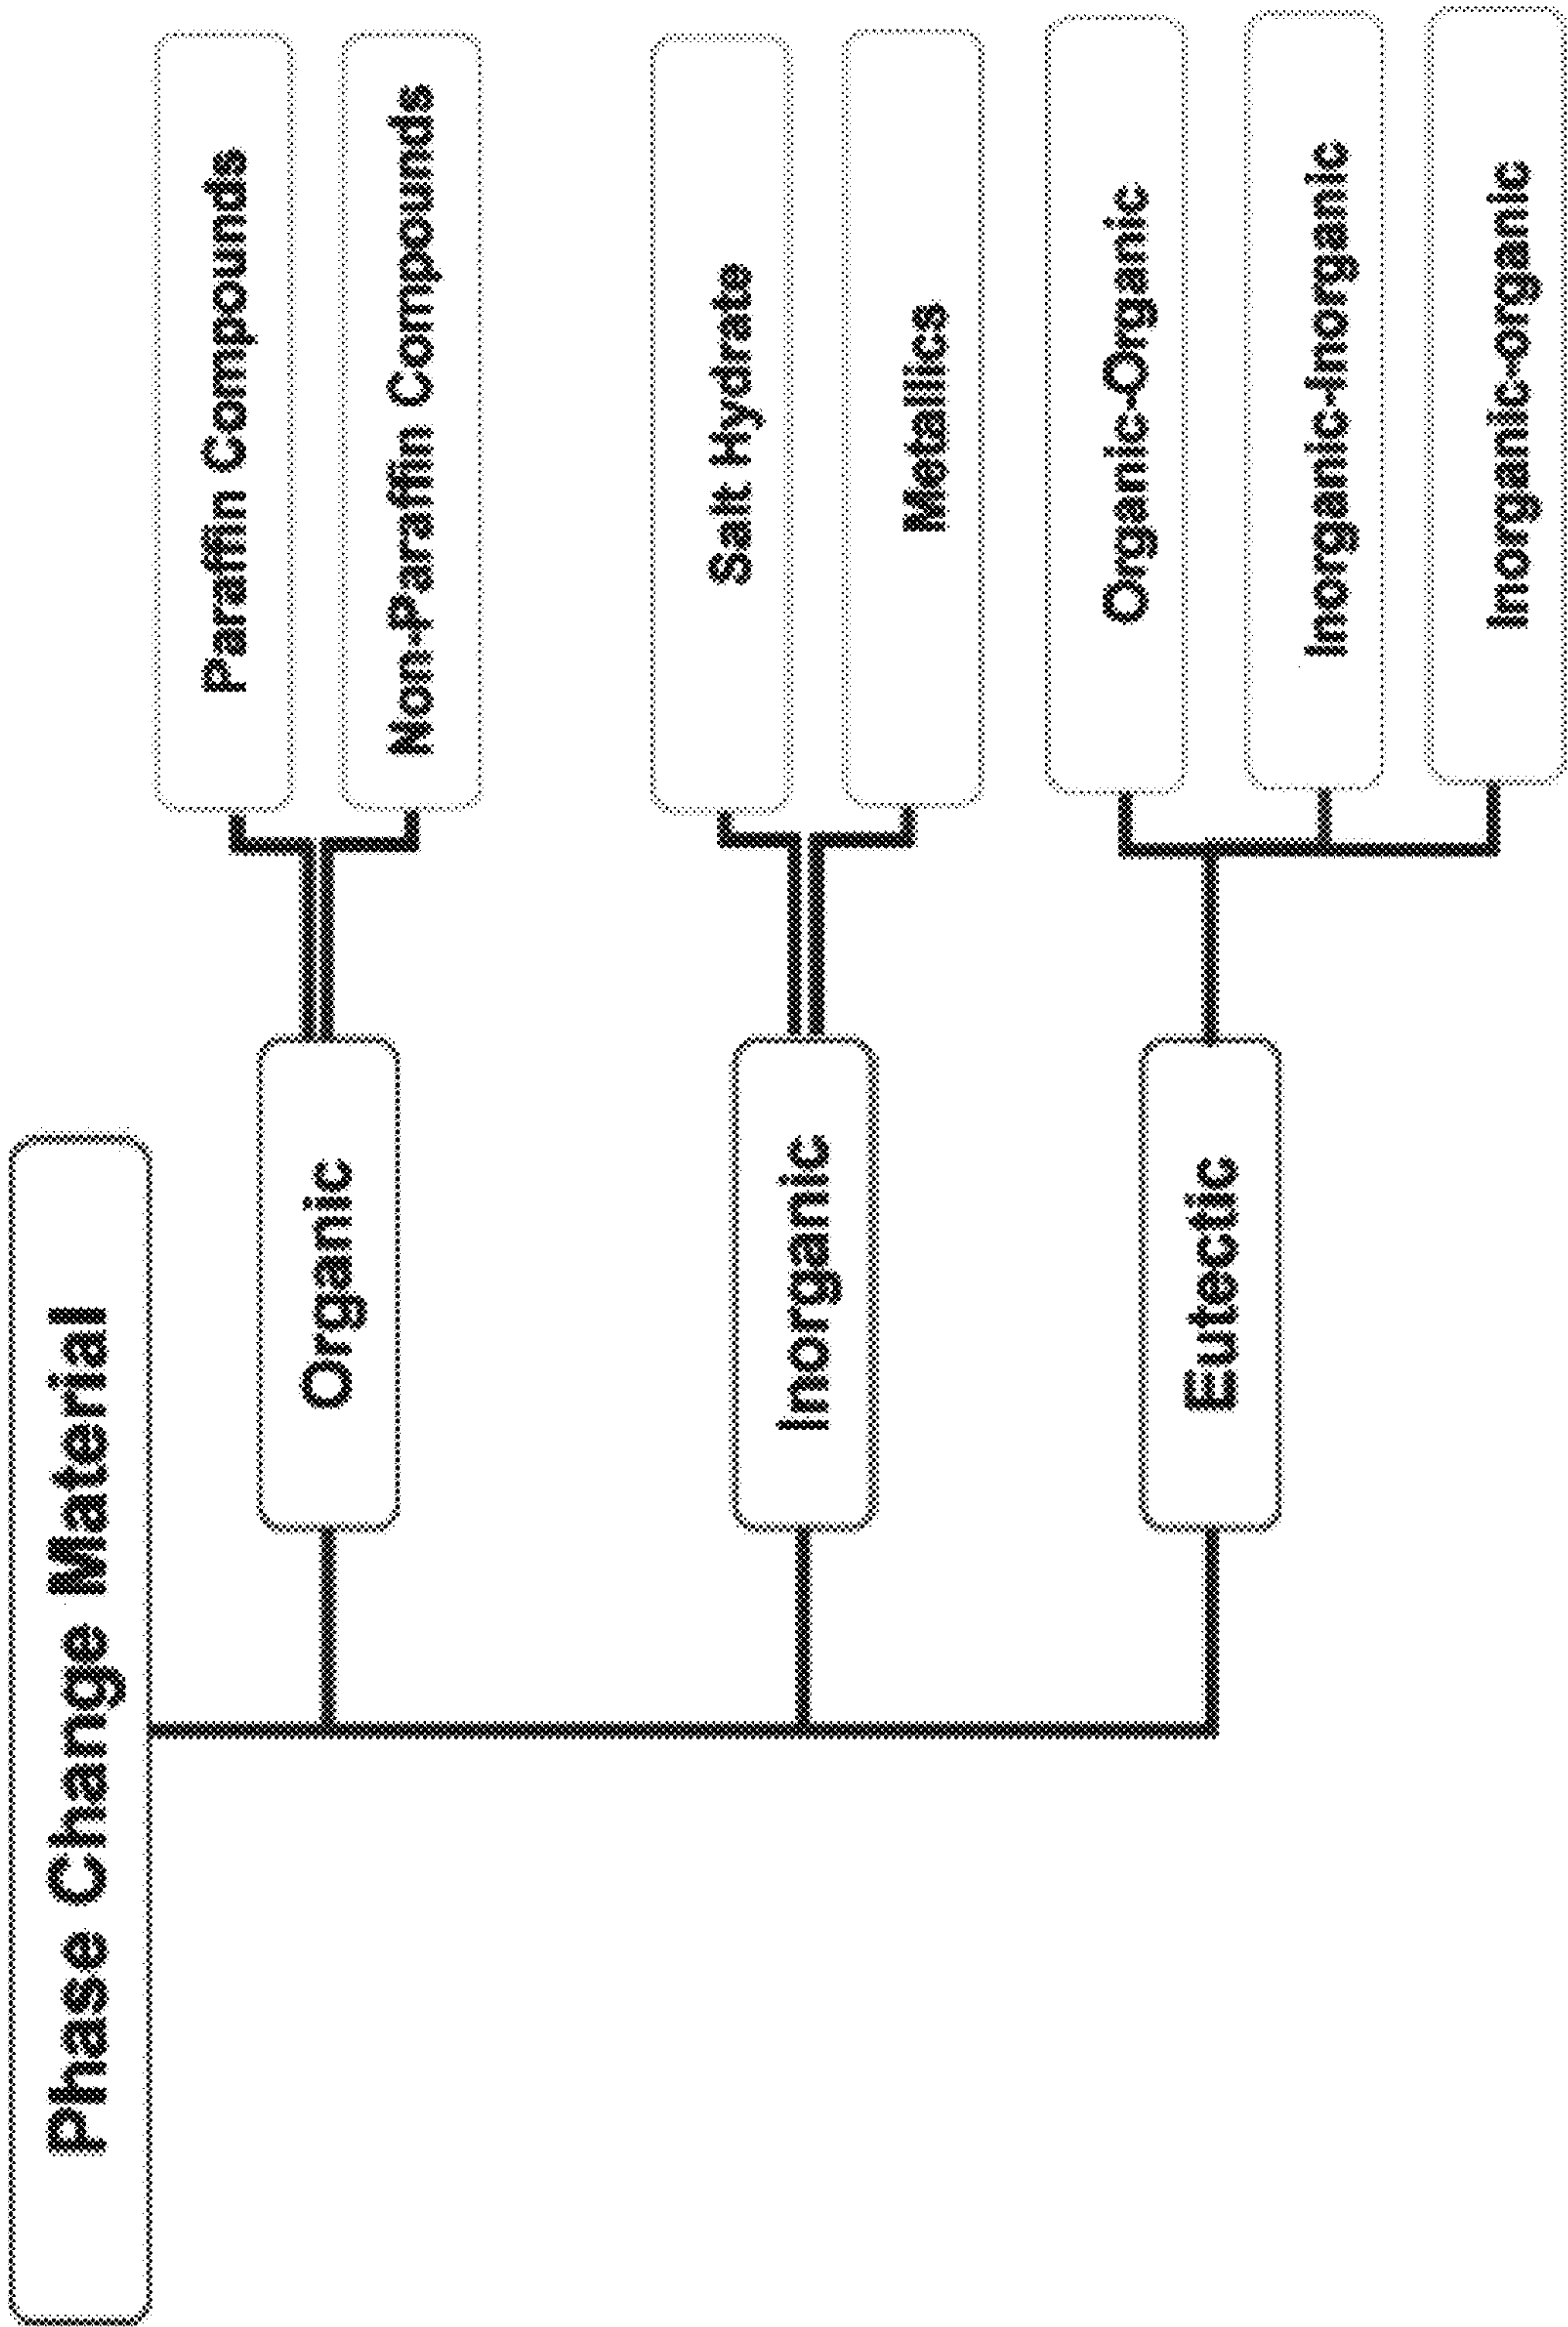 Phase Change Material
Organic
Paraffin Compounds
Non-Paraffin Compounds
Inorganic
Salt Hydrate
Metallics
Eutectic
Organic-Organic
Inorganic-Inorganic
Inorganic-organic